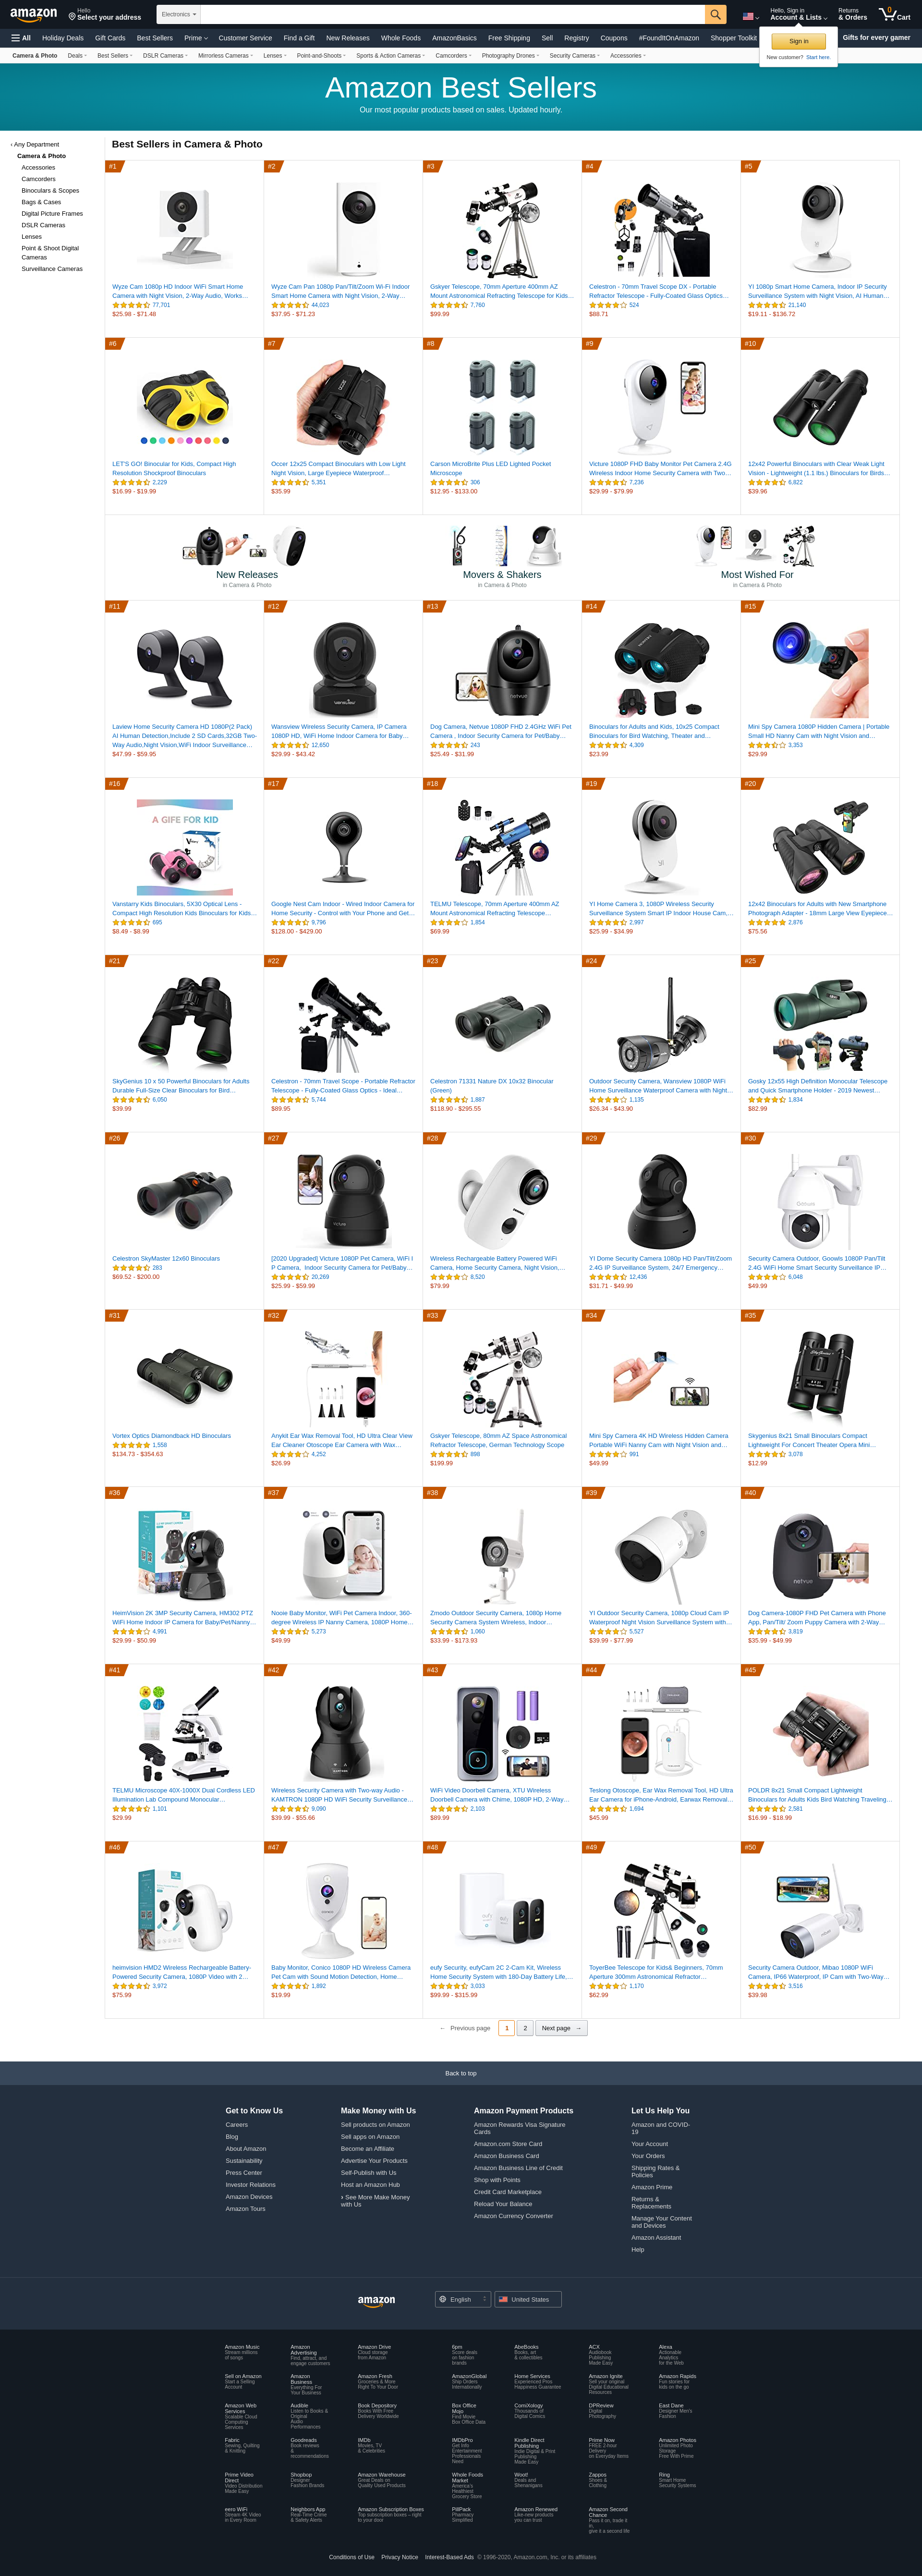 amazon
Hello
Select your address
Electronics
Hello, Sign in
Account & Lists
Returns
& Orders
0
Cart
All
Holiday Deals
Gift Cards
Best Sellers
Prime
Customer Service
Find a Gift
New Releases
Whole Foods
AmazonBasics
Free Shipping
Sell
Registry
Coupons
#FoundItOnAmazon
Shopper Toolkit
Gifts for every gamer
Sign in
New customer? Start here.
Camera & Photo
Deals
Best Sellers
DSLR Cameras
Mirrorless Cameras
Lenses
Point-and-Shoots
Sports & Action Cameras
Camcorders
Photography Drones
Security Cameras
Accessories
Amazon Best Sellers
Our most popular products based on sales. Updated hourly.
‹ Any Department
Camera & Photo
Accessories
Camcorders
Binoculars & Scopes
Bags & Cases
Digital Picture Frames
DSLR Cameras
Lenses
Point & Shoot Digital
Cameras
Surveillance Cameras
Best Sellers in Camera & Photo
#1
Wyze Cam 1080p HD Indoor WiFi Smart Home
Camera with Night Vision, 2-Way Audio, Works…
77,701
$25.98 - $71.48
#2
Wyze Cam Pan 1080p Pan/Tilt/Zoom Wi-Fi Indoor
Smart Home Camera with Night Vision, 2-Way…
44,023
$37.95 - $71.23
#3
Gskyer Telescope, 70mm Aperture 400mm AZ
Mount Astronomical Refracting Telescope for Kids…
7,760
$99.99
#4
Celestron - 70mm Travel Scope DX - Portable
Refractor Telescope - Fully-Coated Glass Optics…
524
$88.71
#5
YI 1080p Smart Home Camera, Indoor IP Security
Surveillance System with Night Vision, AI Human…
21,140
$19.11 - $136.72
#6
LET'S GO! Binocular for Kids, Compact High
Resolution Shockproof Binoculars
2,229
$16.99 - $19.99
#7
Occer 12x25 Compact Binoculars with Low Light
Night Vision, Large Eyepiece Waterproof…
5,351
$35.99
#8
Carson MicroBrite Plus LED Lighted Pocket
Microscope
306
$12.95 - $133.00
#9
Victure 1080P FHD Baby Monitor Pet Camera 2.4G
Wireless Indoor Home Security Camera with Two…
7,236
$29.99 - $79.99
#10
12x42 Powerful Binoculars with Clear Weak Light
Vision - Lightweight (1.1 lbs.) Binoculars for Birds…
6,822
$39.96
New Releases
in Camera & Photo
Movers & Shakers
in Camera & Photo
Most Wished For
in Camera & Photo
#11
Laview Home Security Camera HD 1080P(2 Pack)
AI Human Detection,Include 2 SD Cards,32GB Two-
Way Audio,Night Vision,WiFi Indoor Surveillance…
$47.99 - $59.95
#12
Wansview Wireless Security Camera, IP Camera
1080P HD, WiFi Home Indoor Camera for Baby…
12,650
$29.99 - $43.42
#13
netvue
Dog Camera, Netvue 1080P FHD 2.4GHz WiFi Pet
Camera , Indoor Security Camera for Pet/Baby…
243
$25.49 - $31.99
#14
Binoculars for Adults and Kids, 10x25 Compact
Binoculars for Bird Watching, Theater and…
4,309
$23.99
#15
Mini Spy Camera 1080P Hidden Camera | Portable
Small HD Nanny Cam with Night Vision and…
3,353
$29.99
#16
A GIFE FOR KID
Vanstarry Kids Binoculars, 5X30 Optical Lens -
Compact High Resolution Kids Binoculars for Kids…
695
$8.49 - $8.99
#17
Google Nest Cam Indoor - Wired Indoor Camera for
Home Security - Control with Your Phone and Get…
9,796
$128.00 - $429.00
#18
TELMU Telescope, 70mm Aperture 400mm AZ
Mount Astronomical Refracting Telescope…
1,854
$69.99
#19
YI Home Camera 3, 1080P Wireless Security
Surveillance System Smart IP Indoor House Cam,…
2,997
$25.99 - $34.99
#20
12x42 Binoculars for Adults with New Smartphone
Photograph Adapter - 18mm Large View Eyepiece…
2,876
$75.56
#21
SkyGenius 10 x 50 Powerful Binoculars for Adults
Durable Full-Size Clear Binoculars for Bird…
6,050
$39.99
#22
Celestron - 70mm Travel Scope - Portable Refractor
Telescope - Fully-Coated Glass Optics - Ideal…
5,744
$89.95
#23
Celestron 71331 Nature DX 10x32 Binocular
(Green)
1,887
$118.90 - $295.55
#24
Outdoor Security Camera, Wansview 1080P WiFi
Home Surveillance Waterproof Camera with Night…
1,135
$26.34 - $43.90
#25
Gosky 12x55 High Definition Monocular Telescope
and Quick Smartphone Holder - 2019 Newest…
1,834
$82.99
#26
Celestron SkyMaster 12x60 Binoculars
283
$69.52 - $200.00
#27
[2020 Upgraded] Victure 1080P Pet Camera, WiFi I
P Camera, Indoor Security Camera for Pet/Baby…
20,269
$25.99 - $59.99
#28
Wireless Rechargeable Battery Powered WiFi
Camera, Home Security Camera, Night Vision,…
8,520
$79.99
#29
YI Dome Security Camera 1080p HD Pan/Tilt/Zoom
2.4G IP Surveillance System, 24/7 Emergency…
12,436
$31.71 - $49.99
#30
Security Camera Outdoor, Goowls 1080P Pan/Tilt
2.4G WiFi Home Smart Security Surveillance IP…
6,048
$49.99
#31
Vortex Optics Diamondback HD Binoculars
1,558
$134.73 - $354.63
#32
Anykit Ear Wax Removal Tool, HD Ultra Clear View
Ear Cleaner Otoscope Ear Camera with Wax…
4,252
$26.99
#33
Gskyer Telescope, 80mm AZ Space Astronomical
Refractor Telescope, German Technology Scope
898
$199.99
#34
Mini Spy Camera 4K HD Wireless Hidden Camera
Portable WiFi Nanny Cam with Night Vision and…
991
$49.99
#35
Skygenius 8x21 Small Binoculars Compact
Lightweight For Concert Theater Opera Mini…
3,078
$12.99
#36
HeimVision 2K 3MP Security Camera, HM302 PTZ
WiFi Home Indoor IP Camera for Baby/Pet/Nanny…
4,991
$29.99 - $50.99
#37
Nooie Baby Monitor, WiFi Pet Camera Indoor, 360-
degree Wireless IP Nanny Camera, 1080P Home…
5,273
$49.99
#38
Zmodo Outdoor Security Camera, 1080p Home
Security Camera System Wireless, Indoor…
1,060
$33.99 - $173.93
#39
YI Outdoor Security Camera, 1080p Cloud Cam IP
Waterproof Night Vision Surveillance System with…
5,527
$39.99 - $77.99
#40
netvue
Dog Camera-1080P FHD Pet Camera with Phone
App, Pan/Tilt/ Zoom Puppy Camera with 2-Way…
3,819
$35.99 - $49.99
#41
TELMU Microscope 40X-1000X Dual Cordless LED
Illumination Lab Compound Monocular…
1,101
$29.99
#42
Wireless Security Camera with Two-way Audio -
KAMTRON 1080P HD WiFi Security Surveillance…
9,090
$39.99 - $55.66
#43
WiFi Video Doorbell Camera, XTU Wireless
Doorbell Camera with Chime, 1080P HD, 2-Way…
2,103
$89.99
#44
Teslong Otoscope, Ear Wax Removal Tool, HD Ultra
Ear Camera for iPhone-Android, Earwax Removal…
1,694
$45.99
#45
POLDR 8x21 Small Compact Lightweight
Binoculars for Adults Kids Bird Watching Traveling…
2,581
$16.99 - $18.99
#46
heimvision HMD2 Wireless Rechargeable Battery-
Powered Security Camera, 1080P Video with 2…
3,972
$75.99
#47
Baby Monitor, Conico 1080P HD Wireless Camera
Pet Cam with Sound Motion Detection, Home…
1,892
$19.99
#48
eufy Security, eufyCam 2C 2-Cam Kit, Wireless
Home Security System with 180-Day Battery Life,…
3,033
$99.99 - $315.99
#49
ToyerBee Telescope for Kids& Beginners, 70mm
Aperture 300mm Astronomical Refractor…
1,170
$62.99
#50
Security Camera Outdoor, Mibao 1080P WiFi
Camera, IP66 Waterproof, IP Cam with Two-Way…
3,516
$39.98
← Previous page
1
2
Next page →
Back to top
Get to Know Us
Careers
Blog
About Amazon
Sustainability
Press Center
Investor Relations
Amazon Devices
Amazon Tours
Make Money with Us
Sell products on Amazon
Sell apps on Amazon
Become an Affiliate
Advertise Your Products
Self-Publish with Us
Host an Amazon Hub
› See More Make Money
with Us
Amazon Payment Products
Amazon Rewards Visa Signature
Cards
Amazon.com Store Card
Amazon Business Card
Amazon Business Line of Credit
Shop with Points
Credit Card Marketplace
Reload Your Balance
Amazon Currency Converter
Let Us Help You
Amazon and COVID-
19
Your Account
Your Orders
Shipping Rates &
Policies
Amazon Prime
Returns &
Replacements
Manage Your Content
and Devices
Amazon Assistant
Help
amazon
English
United States
Amazon Music
Stream millions
of songs
Amazon
Advertising
Find, attract, and
engage customers
Amazon Drive
Cloud storage
from Amazon
6pm
Score deals
on fashion
brands
AbeBooks
Books, art
& collectibles
ACX
Audiobook
Publishing
Made Easy
Alexa
Actionable
Analytics
for the Web
Sell on Amazon
Start a Selling
Account
Amazon
Business
Everything For
Your Business
Amazon Fresh
Groceries & More
Right To Your Door
AmazonGlobal
Ship Orders
Internationally
Home Services
Experienced Pros
Happiness Guarantee
Amazon Ignite
Sell your original
Digital Educational
Resources
Amazon Rapids
Fun stories for
kids on the go
Amazon Web
Services
Scalable Cloud
Computing
Services
Audible
Listen to Books &
Original
Audio
Performances
Book Depository
Books With Free
Delivery Worldwide
Box Office
Mojo
Find Movie
Box Office Data
ComiXology
Thousands of
Digital Comics
DPReview
Digital
Photography
East Dane
Designer Men's
Fashion
Fabric
Sewing, Quilting
& Knitting
Goodreads
Book reviews
&
recommendations
IMDb
Movies, TV
& Celebrities
IMDbPro
Get Info
Entertainment
Professionals
Need
Kindle Direct
Publishing
Indie Digital & Print
Publishing
Made Easy
Prime Now
FREE 2-hour
Delivery
on Everyday Items
Amazon Photos
Unlimited Photo
Storage
Free With Prime
Prime Video
Direct
Video Distribution
Made Easy
Shopbop
Designer
Fashion Brands
Amazon Warehouse
Great Deals on
Quality Used Products
Whole Foods
Market
America's
Healthiest
Grocery Store
Woot!
Deals and
Shenanigans
Zappos
Shoes &
Clothing
Ring
Smart Home
Security Systems
eero WiFi
Stream 4K Video
in Every Room
Neighbors App
Real-Time Crime
& Safety Alerts
Amazon Subscription Boxes
Top subscription boxes – right
to your door
PillPack
Pharmacy
Simplified
Amazon Renewed
Like-new products
you can trust
Amazon Second
Chance
Pass it on, trade it
in,
give it a second life
Conditions of Use
Privacy Notice
Interest-Based Ads
© 1996-2020, Amazon.com, Inc. or its affiliates